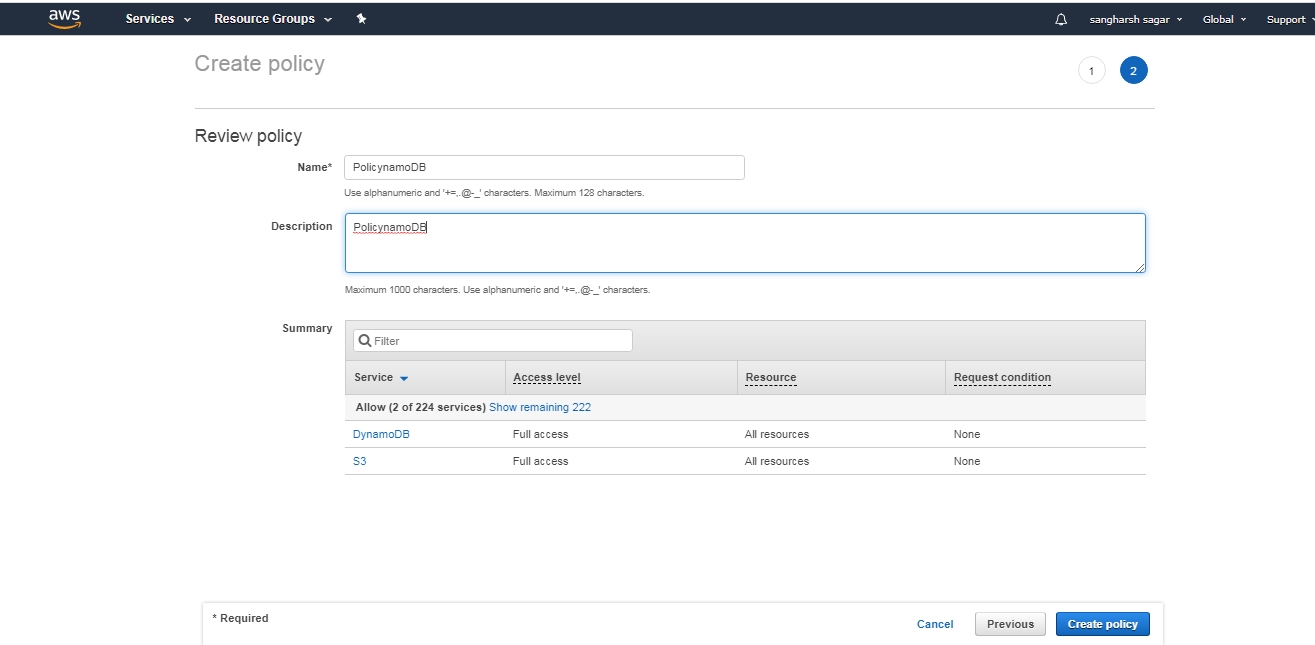 aws Services Resource Groups sangharsh sagar Global Support
Create policy 1 2
Review policy
Name* PolicynamoDB
Use alphanumeric and '+=,.@-_' characters. Maximum 128 characters.
Description PolicynamoDB
Maximum 1000 characters. Use alphanumeric and '+=,.@-_' characters.
Summary
Filter
Service Access level Resource Request condition
Allow (2 of 224 services) Show remaining 222
DynamoDB Full access All resources None
S3 Full access All resources None
* Required
Cancel Previous Create policy